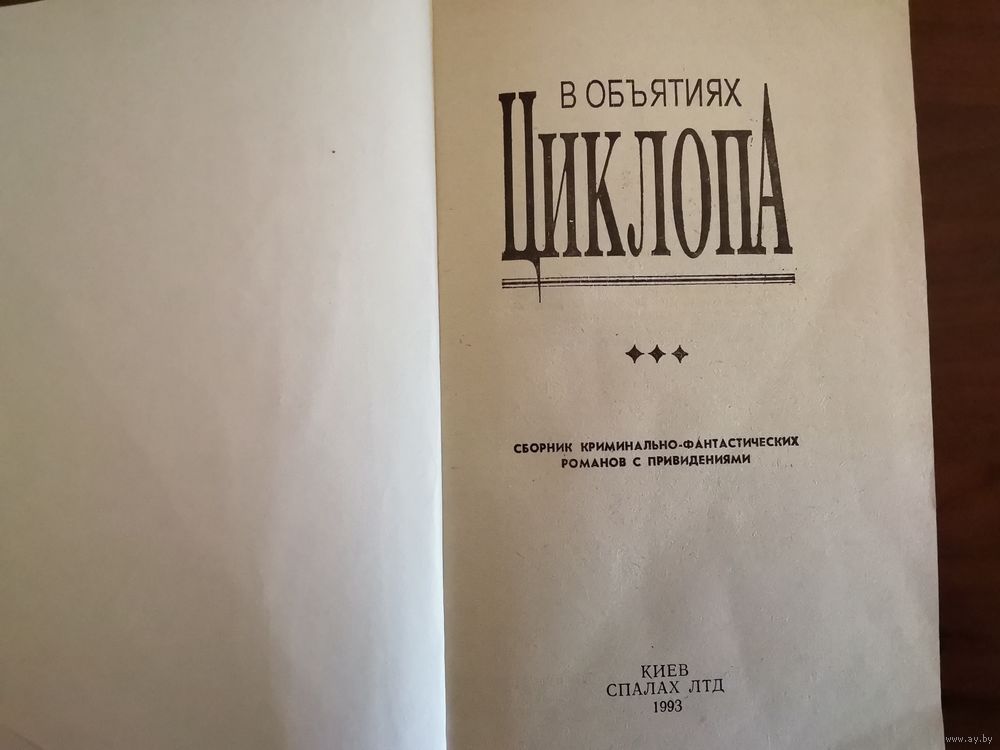 В ОБЪЯТИЯХ
ЦИКЛОПА
СБОРНИК КРИМИНАЛЬНО-ФАНТАСТИЧЕСКИХ
РОМАНОВ С ПРИВИДЕНИЯМИ
КИЕВ
СПАЛАХ ЛТД
1993
www.ay.by